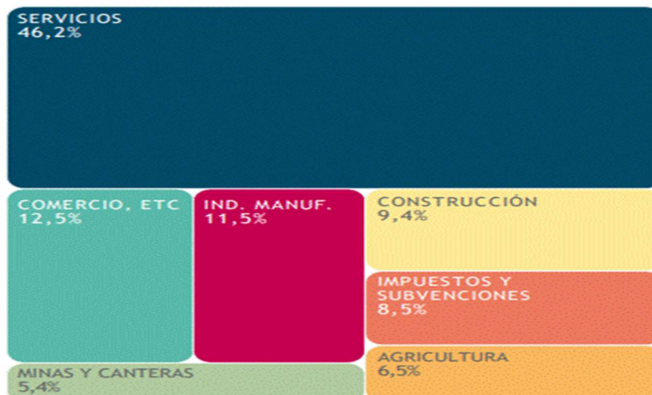 SERVICIOS
46,2%
COMERCIO, ETC
12,5%
IND. MANUF.
11,5%
CONSTRUCCIÓN
9,4%
IMPUESTOS Y
SUBVENCIONES
8,5%
MINAS Y CANTERAS
5,4%
AGRICULTURA
6,5%